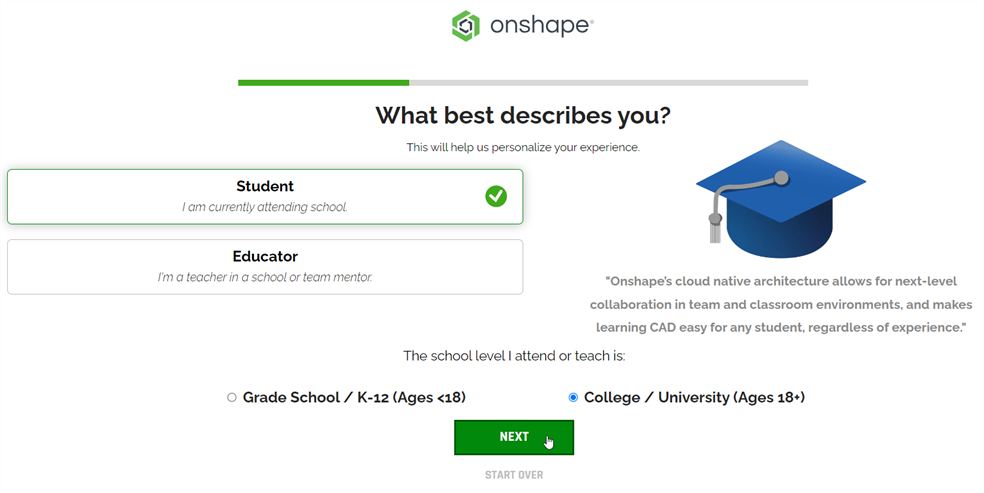 onshape®
What best describes you?
This will help us personalize your experience.
Student
I am currently attending school.
Educator
I'm a teacher in a school or team mentor.
"Onshape's cloud native architecture allows for next-level
collaboration in team and classroom environments, and makes
learning CAD easy for any student, regardless of experience."
The school level I attend or teach is:
Grade School / K-12 (Ages <18)
College / University (Ages 18+)
NEXT
START OVER